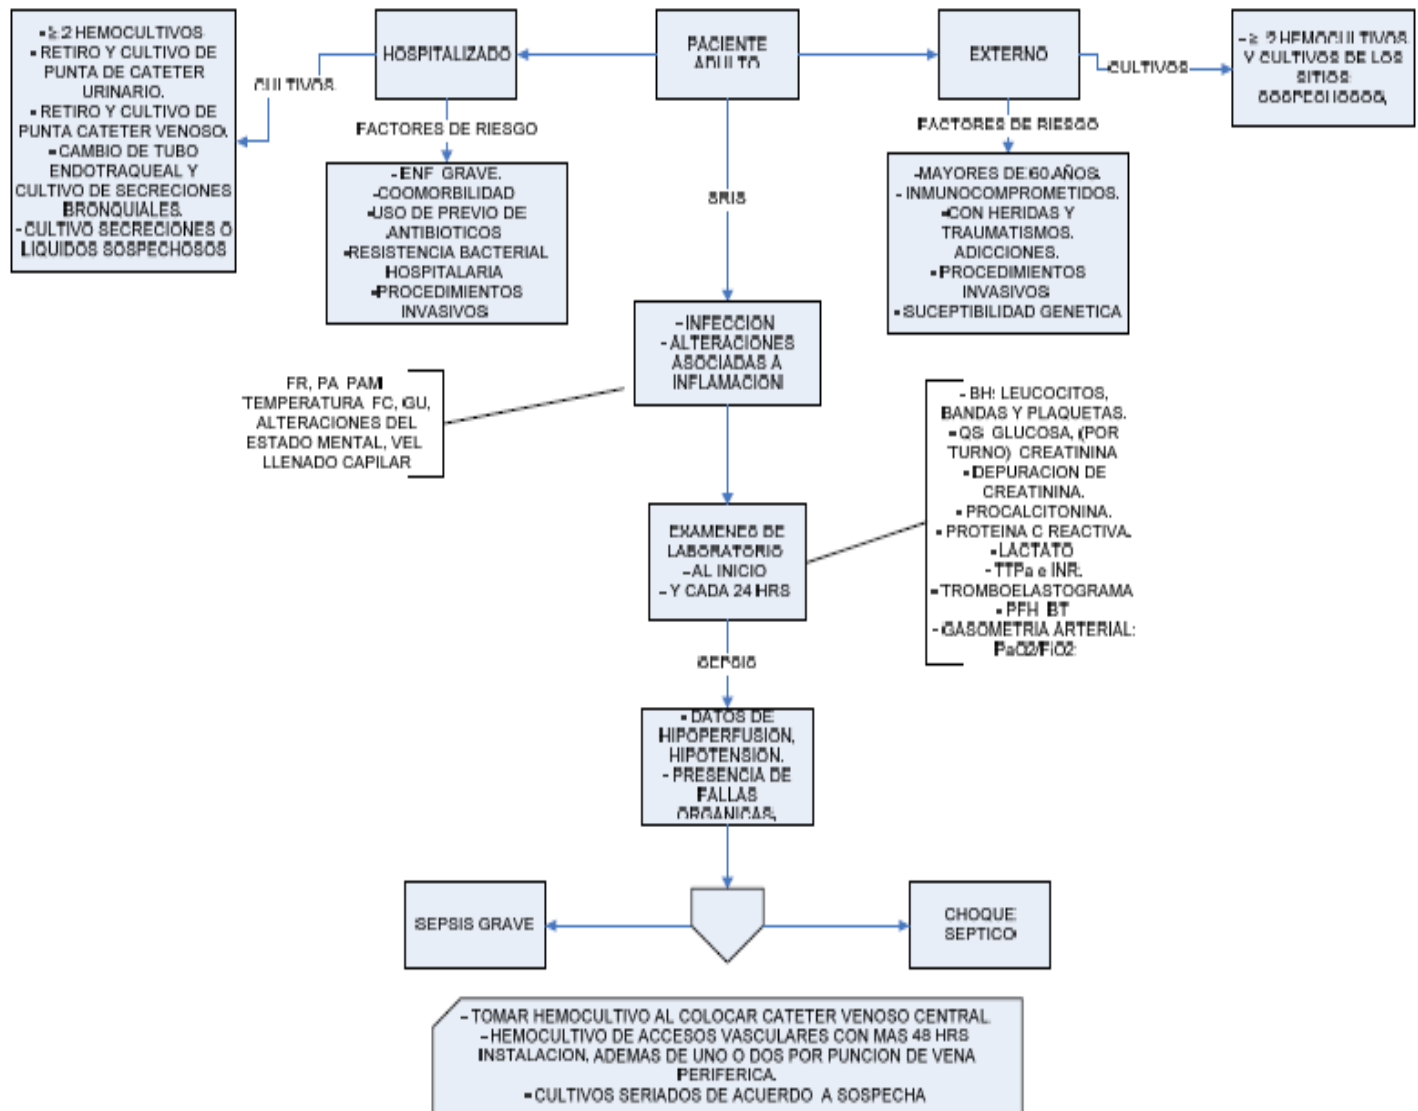 - ≥ 2 HEMOCULTIVOS
- RETIRO Y CULTIVO DE
PUNTA DE CATETER
URINARIO.
- RETIRO Y CULTIVO DE
PUNTA CATETER VENOSO.
- CAMBIO DE TUBO
ENDOTRAQUEAL Y
CULTIVO DE SECRECIONES
BRONQUIALES.
- CULTIVO SECRECIONES O
LIQUIDOS SOSPECHOSOS
CULTIVOS
HOSPITALIZADO
PACIENTE
ADULTO
EXTERNO
CULTIVOS
- ≥ 2 HEMOCULTIVOS
Y CULTIVOS DE LOS
SITIOS
SOSPECHOSOS,
FACTORES DE RIESGO
- ENF GRAVE.
- COOMORBILIDAD
- USO DE PREVIO DE
ANTIBIOTICOS
- RESISTENCIA BACTERIAL
HOSPITALARIA
- PROCEDIMIENTOS
INVASIVOS
SRIS
FACTORES DE RIESGO
- MAYORES DE 60 AÑOS.
- INMUNOCOMPROMETIDOS.
- CON HERIDAS Y
TRAUMATISMOS.
ADICCIONES.
- PROCEDIMIENTOS
INVASIVOS
- SUCEPTIBILIDAD GENETICA
- INFECCION
- ALTERACIONES
ASOCIADAS A
INFLAMACION
FR, PA PAM
TEMPERATURA FC, GU,
ALTERACIONES DEL
ESTADO MENTAL, VEL
LLENADO CAPILAR
- BH: LEUCOCITOS,
BANDAS Y PLAQUETAS.
- QS: GLUCOSA, (POR
TURNO) CREATININA
- DEPURACION DE
CREATININA.
- PROCALCITONINA.
- PROTEINA C REACTIVA.
- LACTATO
- TTPa e INR.
- TROMBOELASTOGRAMA
- PFH BT
- GASOMETRIA ARTERIAL:
PaO2/FiO2
EXAMENES DE
LABORATORIO
- AL INICIO
- Y CADA 24 HRS
SEPSIS
- DATOS DE
HIPOPERFUSION,
HIPOTENSION.
- PRESENCIA DE
FALLAS
ORGANICAS,
SEPSIS GRAVE
CHOQUE
SEPTICO
- TOMAR HEMOCULTIVO AL COLOCAR CATETER VENOSO CENTRAL
- HEMOCULTIVO DE ACCESOS VASCULARES CON MAS 48 HRS
INSTALACION, ADEMAS DE UNO O DOS POR PUNCION DE VENA
PERIFERICA.
- CULTIVOS SERIADOS DE ACUERDO A SOSPECHA